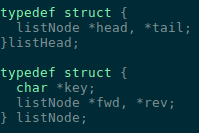 typedef struct {
  listNode *head, *tail;
}listHead;

typedef struct {
  char *key;
  listNode *fwd, *rev;
} listNode;